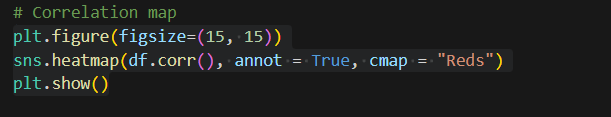 # Correlation map
plt.figure(figsize=(15, 15))
sns.heatmap(df.corr(), annot = True, cmap = "Reds")
plt.show()